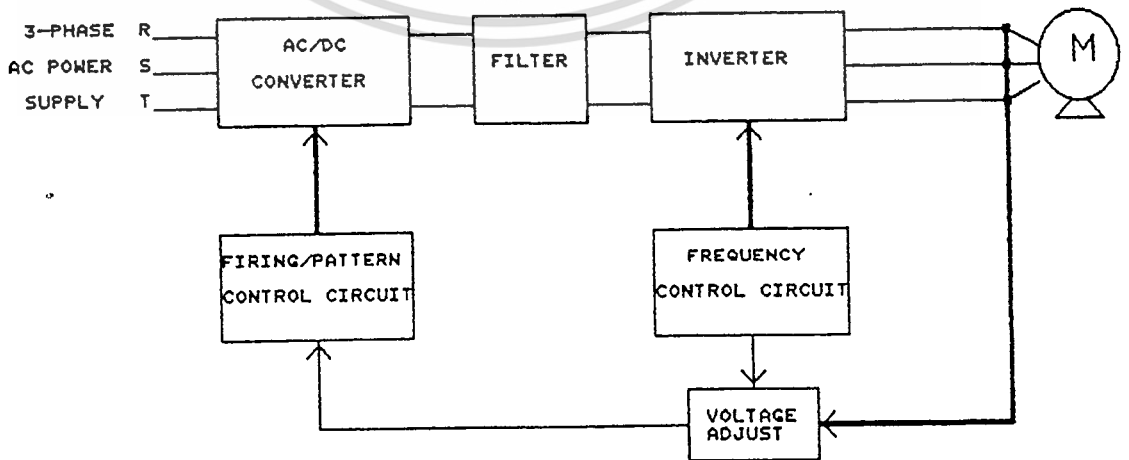 3-PHASE R
AC POWER S
SUPPLY T
AC/DC
CONVERTER
FILTER
INVERTER
M
FIRING/PATTERN
CONTROL CIRCUIT
FREQUENCY
CONTROL CIRCUIT
VOLTAGE
ADJUST